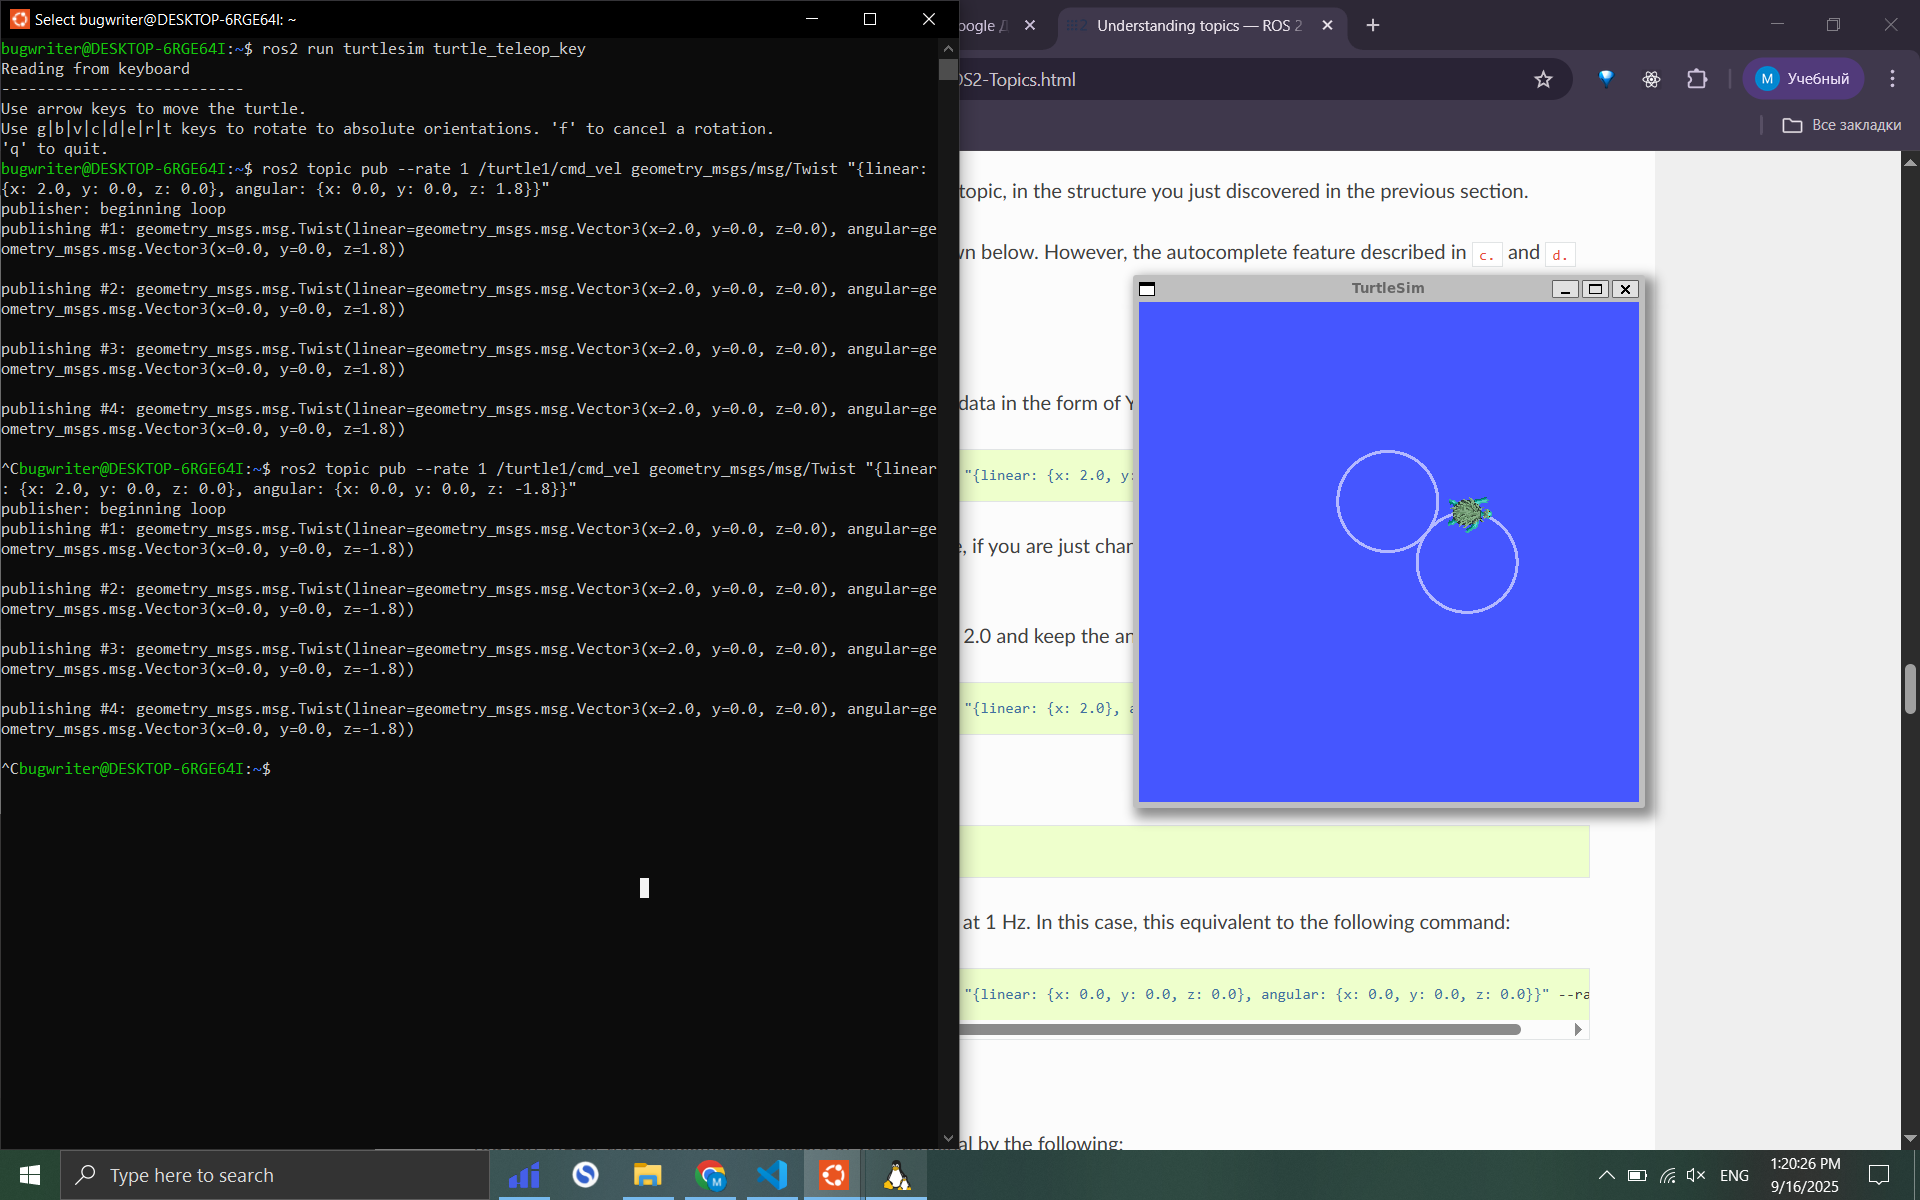 Select bugwriter@DESKTOP-6RGE64I: ~
bugwriter@DESKTOP-6RGE64I:~$ ros2 run turtlesim turtle_teleop_key
Reading from keyboard
---------------------------
Use arrow keys to move the turtle.
Use g|b|v|c|d|e|r|t keys to rotate to absolute orientations. 'f' to cancel a rotation.
'q' to quit.
bugwriter@DESKTOP-6RGE64I:~$ ros2 topic pub --rate 1 /turtle1/cmd_vel geometry_msgs/msg/Twist "{linear:
{x: 2.0, y: 0.0, z: 0.0}, angular: {x: 0.0, y: 0.0, z: 1.8}}"
publisher: beginning loop
publishing #1: geometry_msgs.msg.Twist(linear=geometry_msgs.msg.Vector3(x=2.0, y=0.0, z=0.0), angular=ge
ometry_msgs.msg.Vector3(x=0.0, y=0.0, z=1.8))
publishing #2: geometry_msgs.msg.Twist(linear=geometry_msgs.msg.Vector3(x=2.0, y=0.0, z=0.0), angular=ge
ometry_msgs.msg.Vector3(x=0.0, y=0.0, z=1.8))
publishing #3: geometry_msgs.msg.Twist(linear=geometry_msgs.msg.Vector3(x=2.0, y=0.0, z=0.0), angular=ge
ometry_msgs.msg.Vector3(x=0.0, y=0.0, z=1.8))
publishing #4: geometry_msgs.msg.Twist(linear=geometry_msgs.msg.Vector3(x=2.0, y=0.0, z=0.0), angular=ge
ometry_msgs.msg.Vector3(x=0.0, y=0.0, z=1.8))
^Cbugwriter@DESKTOP-6RGE64I:~$ ros2 topic pub --rate 1 /turtle1/cmd_vel geometry_msgs/msg/Twist "{linear
: {x: 2.0, y: 0.0, z: 0.0}, angular: {x: 0.0, y: 0.0, z: -1.8}}"
publisher: beginning loop
publishing #1: geometry_msgs.msg.Twist(linear=geometry_msgs.msg.Vector3(x=2.0, y=0.0, z=0.0), angular=ge
ometry_msgs.msg.Vector3(x=0.0, y=0.0, z=-1.8))
publishing #2: geometry_msgs.msg.Twist(linear=geometry_msgs.msg.Vector3(x=2.0, y=0.0, z=0.0), angular=ge
ometry_msgs.msg.Vector3(x=0.0, y=0.0, z=-1.8))
publishing #3: geometry_msgs.msg.Twist(linear=geometry_msgs.msg.Vector3(x=2.0, y=0.0, z=0.0), angular=ge
ometry_msgs.msg.Vector3(x=0.0, y=0.0, z=-1.8))
publishing #4: geometry_msgs.msg.Twist(linear=geometry_msgs.msg.Vector3(x=2.0, y=0.0, z=0.0), angular=ge
ometry_msgs.msg.Vector3(x=0.0, y=0.0, z=-1.8))
^Cbugwriter@DESKTOP-6RGE64I:~$
oogle Understanding topics — ROS 2
OS2-Topics.html
М Учебный
Все закладки
topic, in the structure you just discovered in the previous section.
wn below. However, the autocomplete feature described in c. and d.
TurtleSim
data in the form of Y
"{linear: {x: 2.0, y:
e, if you are just char
2.0 and keep the an
"{linear: {x: 2.0}, a
at 1 Hz. In this case, this equivalent to the following command:
"{linear: {x: 0.0, y: 0.0, z: 0.0}, angular: {x: 0.0, y: 0.0, z: 0.0}}" --ra
al by the following:
Type here to search
ENG
1:20:26 PM
9/16/2025